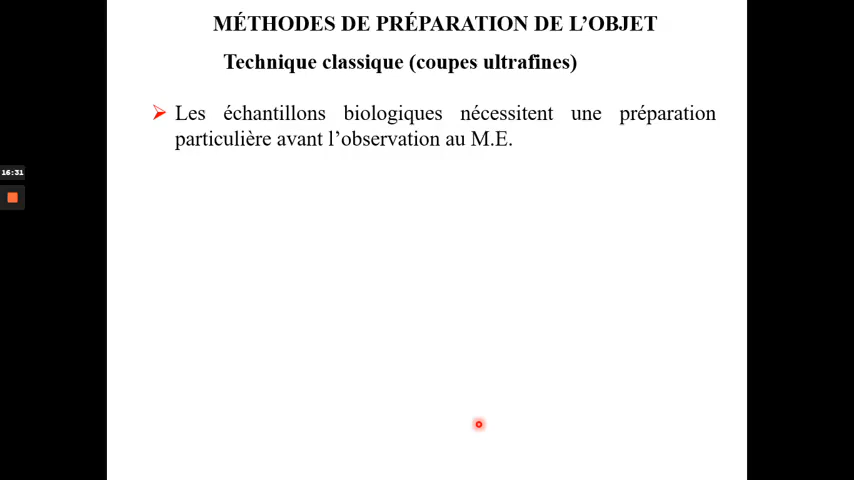 MÉTHODES DE PRÉPARATION DE L’OBJET
Technique classique (coupes ultrafines)
Les échantillons biologiques nécessitent une préparation
particulière avant l’observation au M.E.
16:31